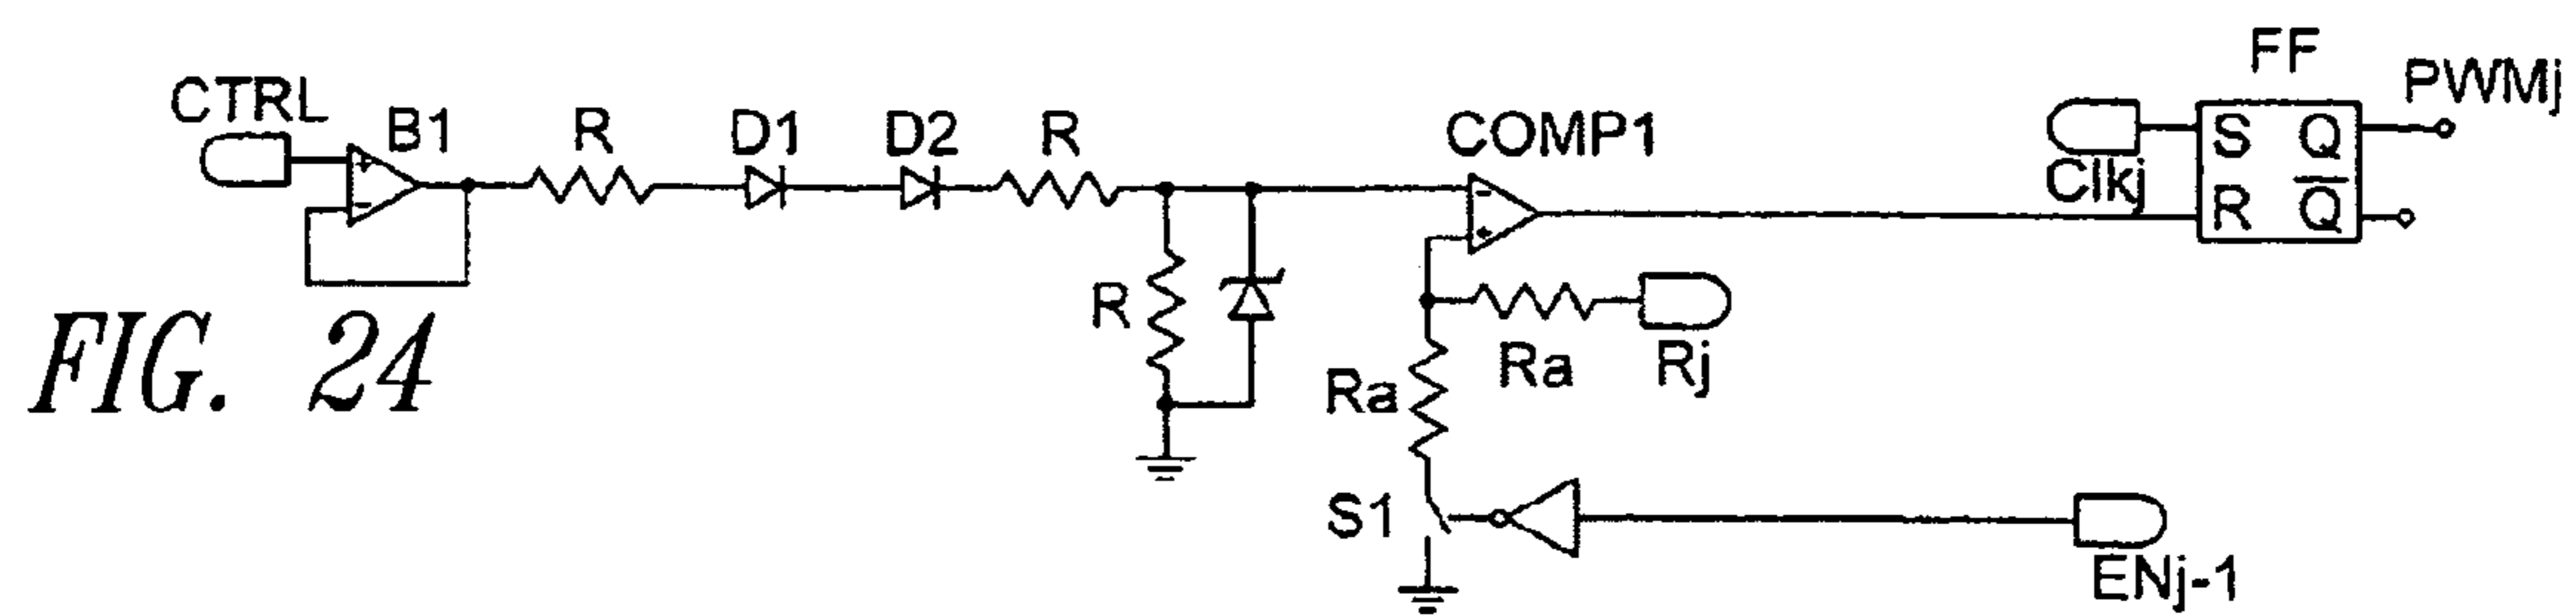 FF
PWMj
CTRL
B1
R
D1
D2
R
COMP1
+
-
-
+
S Q
R Q̅
Clkj
R
Ra
Ra
Rj
S1
ENj-1
FIG. 24